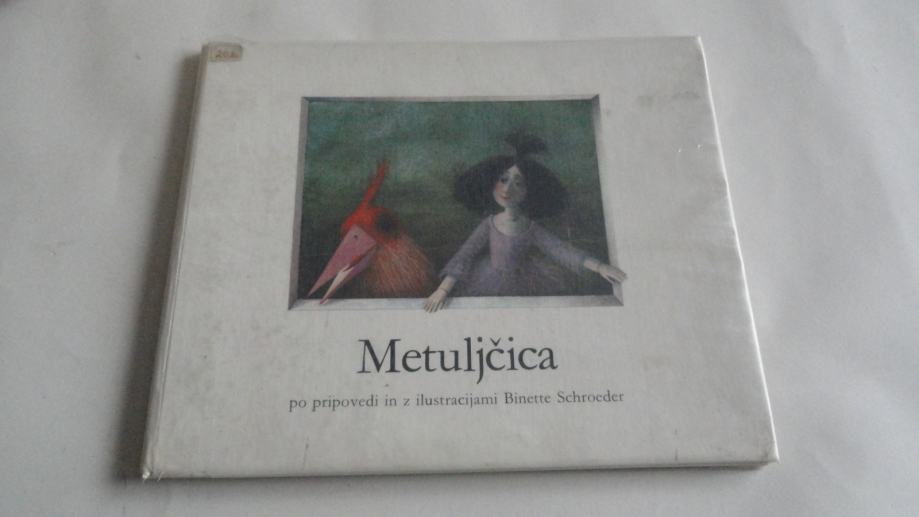 Metuljčica
po pripovedi in z ilustracijami Binette Schroeder